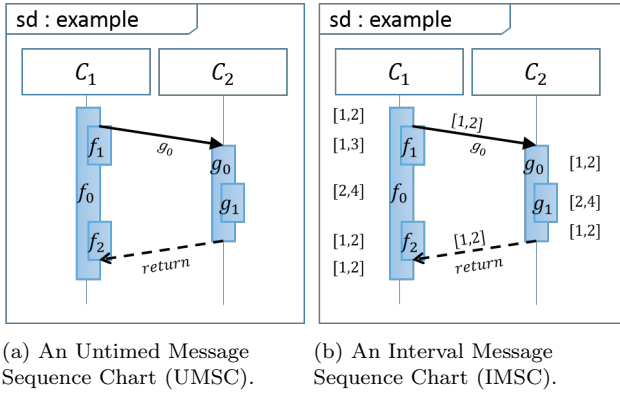 sd : example
C1
C2
f1
g0
g0
f0
g1
f2
return
(a) An Untimed Message
Sequence Chart (UMSC).
sd : example
C1
C2
[1,2]
[1,2]
[1,3]
f1
g0
g0
[1,2]
[2,4]
f0
g1
[2,4]
[1,2]
[1,2]
f2
[1,2]
[1,2]
return
(b) An Interval Message
Sequence Chart (IMSC).